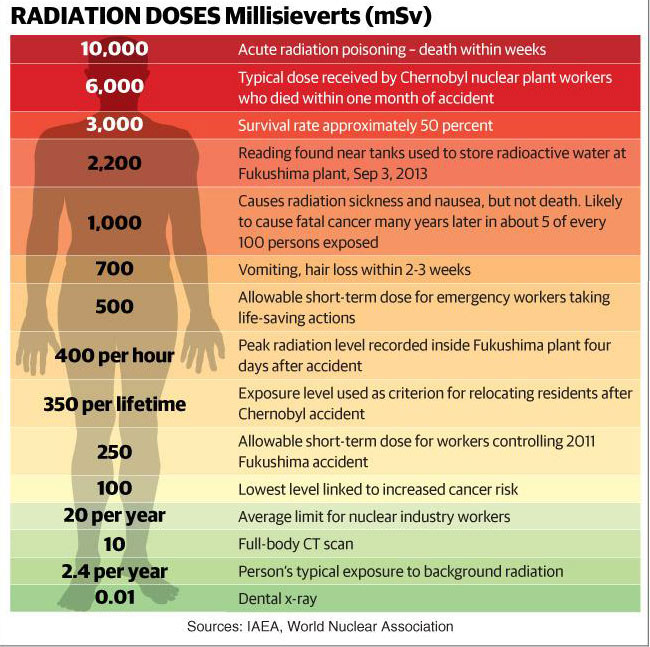 RADIATION DOSES Millisieverts (mSv)
10,000
Acute radiation poisoning – death within weeks
6,000
Typical dose received by Chernobyl nuclear plant workers
who died within one month of accident
3,000
Survival rate approximately 50 percent
2,200
Reading found near tanks used to store radioactive water at
Fukushima plant, Sep 3, 2013
1,000
Causes radiation sickness and nausea, but not death. Likely
to cause fatal cancer many years later in about 5 of every
100 persons exposed
700
Vomiting, hair loss within 2-3 weeks
500
Allowable short-term dose for emergency workers taking
life-saving actions
400 per hour
Peak radiation level recorded inside Fukushima plant four
days after accident
350 per lifetime
Exposure level used as criterion for relocating residents after
Chernobyl accident
250
Allowable short-term dose for workers controlling 2011
Fukushima accident
100
Lowest level linked to increased cancer risk
20 per year
Average limit for nuclear industry workers
10
Full-body CT scan
2.4 per year
Person's typical exposure to background radiation
0.01
Dental x-ray
Sources: IAEA, World Nuclear Association